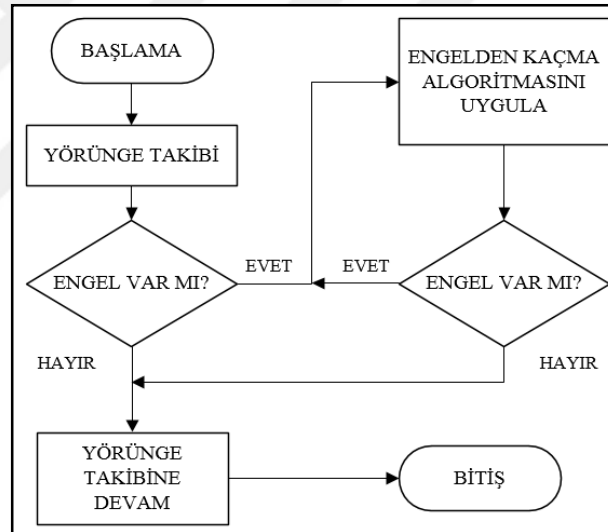 BAŞLAMA
YÖRÜNGE TAKİBİ
ENGEL VAR MI?
EVET
HAYIR
ENGELDEN KAÇMA
ALGORİTMASINI
UYGULA
ENGEL VAR MI?
EVET
HAYIR
YÖRÜNGE
TAKİBİNE
DEVAM
BİTİŞ